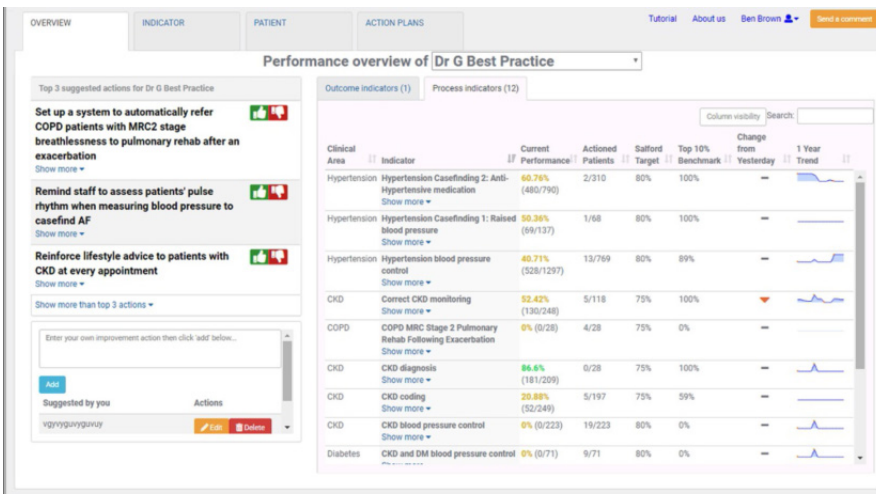 OVERVIEW INDICATOR PATIENT ACTION PLANS Tutorial About us Ben Brown Send a comment
Performance overview of Dr G Best Practice
Top 3 suggested actions for Dr G Best Practice
Set up a system to automatically refer
COPD patients with MRC2 stage
breathlessness to pulmonary rehab after an
exacerbation
Show more
Remind staff to assess patients' pulse
rhythm when measuring blood pressure to
casefind AF
Show more
Reinforce lifestyle advice to patients with
CKD at every appointment
Show more
Show more than top 3 actions
Enter your own improvement action then click 'add' below...
Add
Suggested by you Actions
vgyvyguvyguvuy Edit Delete
Outcome indicators (1) Process indicators (12)
Column visibility Search:
Clinical Area Indicator Current Performance Actioned Patients Salford Target Top 10% Benchmark Change from Yesterday 1 Year Trend
Hypertension Hypertension Casefinding 2: Anti- 60.76% 2/310 80% 100%
Hypertensive medication (480/790)
Show more
Hypertension Hypertension Casefinding 1: Raised 50.36% 1/68 80% 100%
blood pressure (69/137)
Show more
Hypertension Hypertension blood pressure 40.71% 13/769 80% 89%
control (528/1297)
Show more
CKD Correct CKD monitoring 52.42% 5/118 75% 100%
Show more (130/248)
COPD COPD MRC Stage 2 Pulmonary 0% (0/28) 4/28 75% 0%
Rehab Following Exacerbation
Show more
CKD CKD diagnosis 86.6% 0/28 75% 100%
Show more (181/209)
CKD CKD coding 20.88% 5/197 75% 59%
Show more (52/249)
CKD CKD blood pressure control 0% (0/223) 19/223 80% 0%
Show more
Diabetes CKD and DM blood pressure control 0% (0/71) 9/71 80% 0%